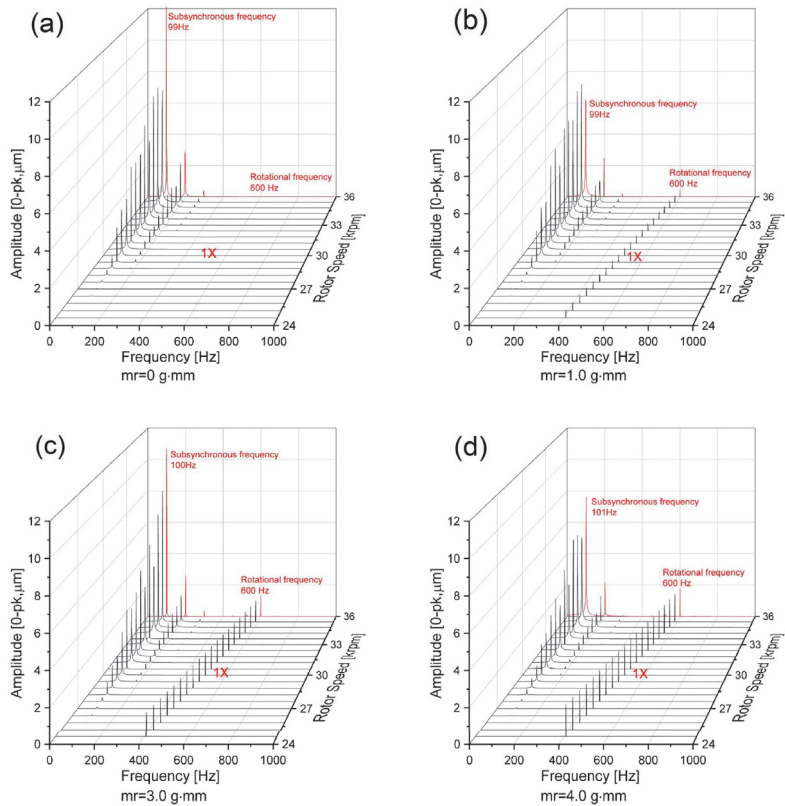 (a)
Subsynchronous frequency
99Hz
Rotational frequency
600 Hz
1X
Amplitude [0-pk,μm]
0
2
4
6
8
10
12
0 200 400 600 800 1000
Frequency [Hz]
24
27
30
33
36
Rotor Speed [krpm]
mr=0 g·mm
(b)
Subsynchronous frequency
99Hz
Rotational frequency
600 Hz
1X
Amplitude [0-pk,μm]
0
2
4
6
8
10
12
0 200 400 600 800 1000
Frequency [Hz]
24
27
30
33
36
Rotor Speed [krpm]
mr=1.0 g·mm
(c)
Subsynchronous frequency
100Hz
Rotational frequency
600 Hz
1X
Amplitude [0-pk,μm]
0
2
4
6
8
10
12
0 200 400 600 800 1000
Frequency [Hz]
24
27
30
33
36
Rotor Speed [krpm]
mr=3.0 g·mm
(d)
Subsynchronous frequency
101Hz
Rotational frequency
600 Hz
1X
Amplitude [0-pk,μm]
0
2
4
6
8
10
12
0 200 400 600 800 1000
Frequency [Hz]
24
27
30
33
36
Rotor Speed [krpm]
mr=4.0 g·mm